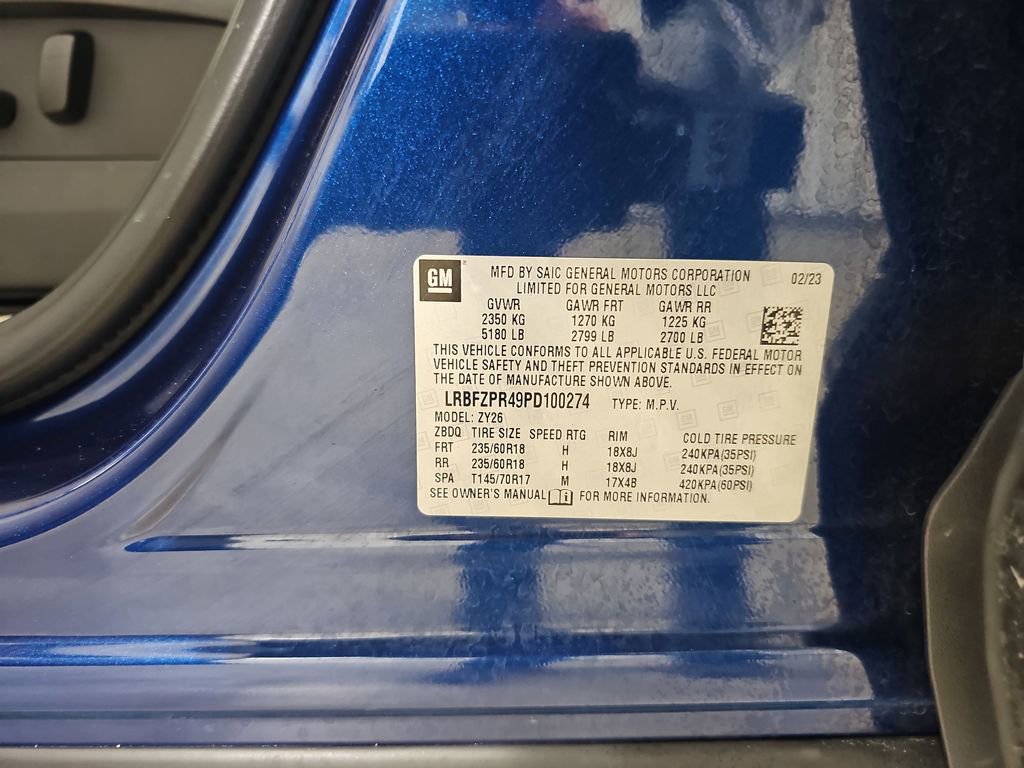 GM
MFD BY SAIC GENERAL MOTORS CORPORATION 02/23
LIMITED FOR GENERAL MOTORS LLC
GVWR GAWR FRT GAWR RR
2350 KG 1270 KG 1225 KG
5180 LB 2799 LB 2700 LB
THIS VEHICLE CONFORMS TO ALL APPLICABLE U.S. FEDERAL MOTOR
VEHICLE SAFETY AND THEFT PREVENTION STANDARDS IN EFFECT ON
THE DATE OF MANUFACTURE SHOWN ABOVE.
LRBFZPR49PD100274 TYPE: M.P.V.
MODEL: ZY26
ZBDQ TIRE SIZE SPEED RTG RIM COLD TIRE PRESSURE
FRT 235/60R18 H 18X8J 240KPA(35PSI)
RR 235/60R18 H 18X8J 240KPA(35PSI)
SPA T145/70R17 M 17X4B 420KPA(60PSI)
SEE OWNER'S MANUAL FOR MORE INFORMATION.